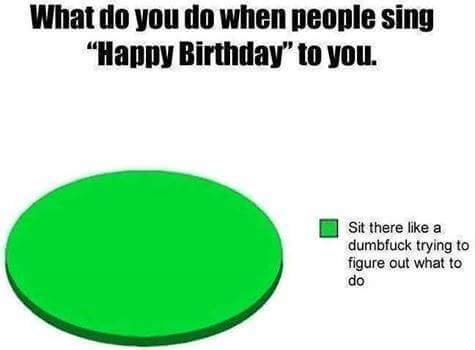 What do you do when people sing
“Happy Birthday” to you.
Sit there like a
dumbfuck trying to
figure out what to
do